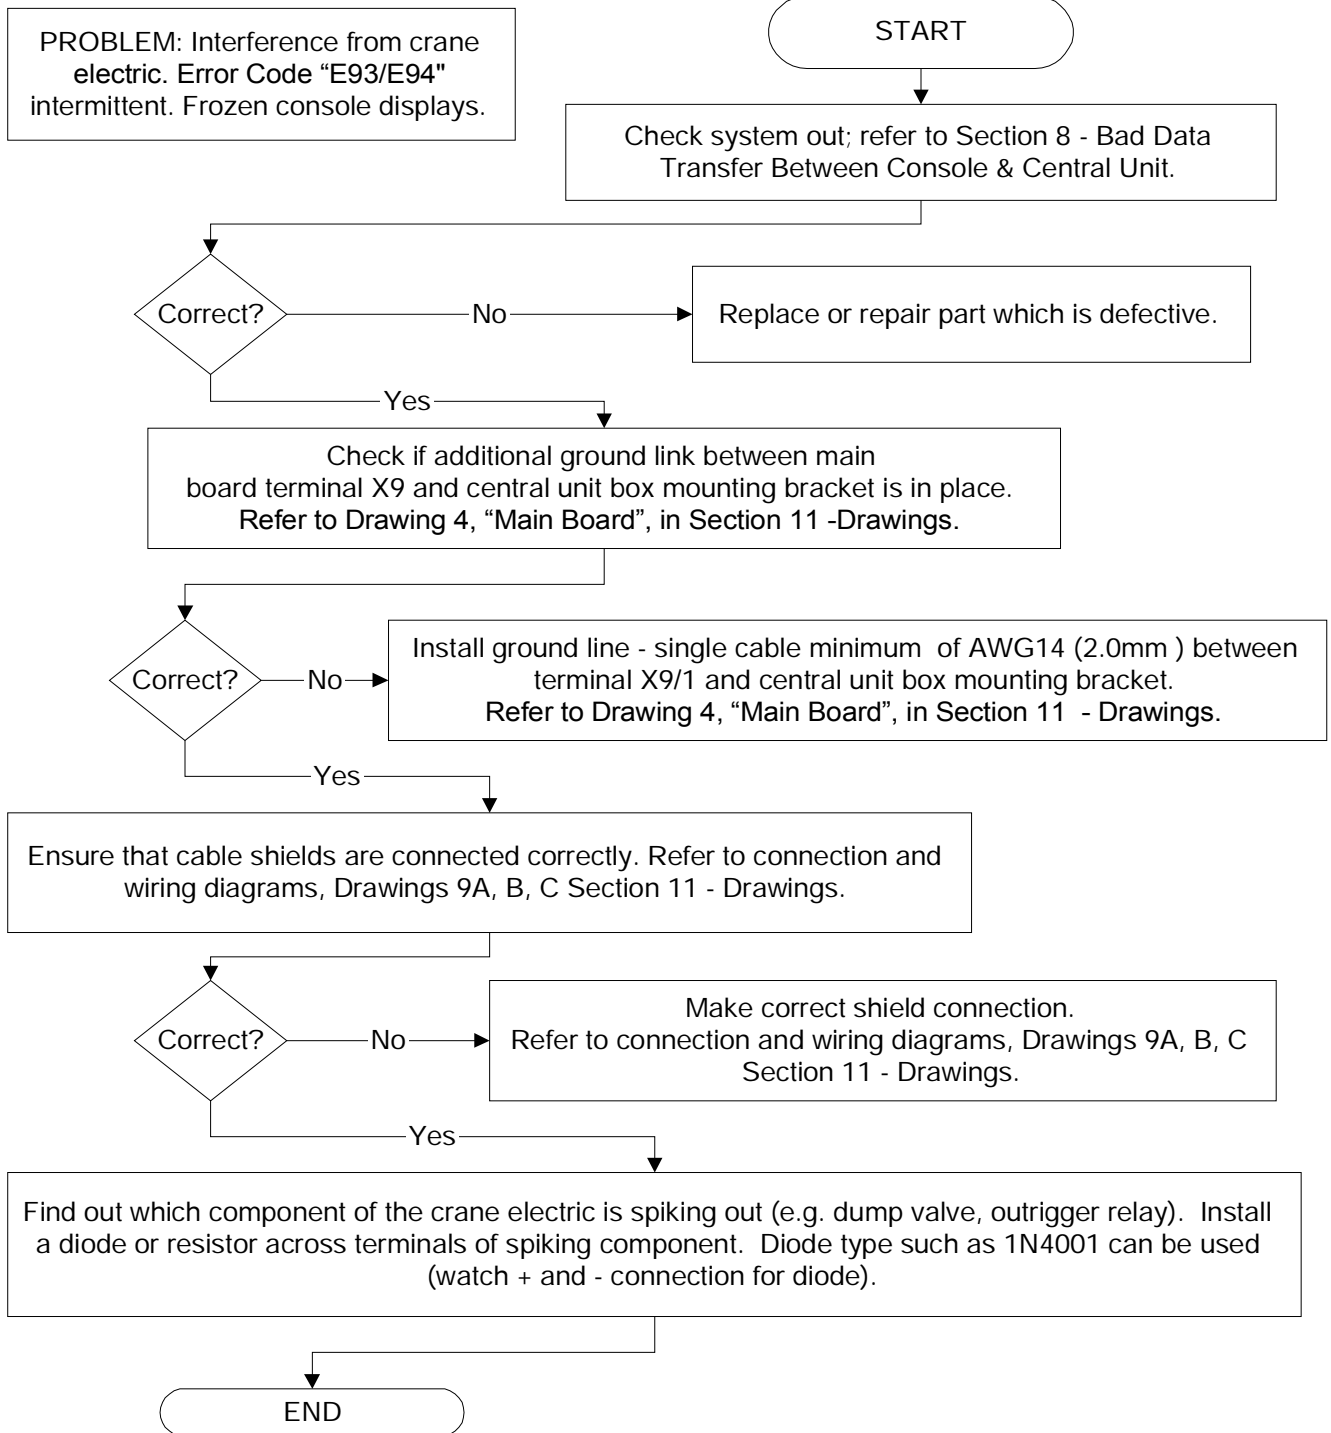 PROBLEM: Interference from crane
electric. Error Code “E93/E94"
intermittent. Frozen console displays.
START
Check system out; refer to Section 8 - Bad Data
Transfer Between Console & Central Unit.
Correct?
No
Replace or repair part which is defective.
Yes
Check if additional ground link between main
board terminal X9 and central unit box mounting bracket is in place.
Refer to Drawing 4, “Main Board”, in Section 11 -Drawings.
Correct?
No
Install ground line - single cable minimum of AWG14 (2.0mm ) between
terminal X9/1 and central unit box mounting bracket.
Refer to Drawing 4, “Main Board”, in Section 11 - Drawings.
Yes
Ensure that cable shields are connected correctly. Refer to connection and
wiring diagrams, Drawings 9A, B, C Section 11 - Drawings.
Correct?
No
Make correct shield connection.
Refer to connection and wiring diagrams, Drawings 9A, B, C
Section 11 - Drawings.
Yes
Find out which component of the crane electric is spiking out (e.g. dump valve, outrigger relay). Install
a diode or resistor across terminals of spiking component. Diode type such as 1N4001 can be used
(watch + and - connection for diode).
END